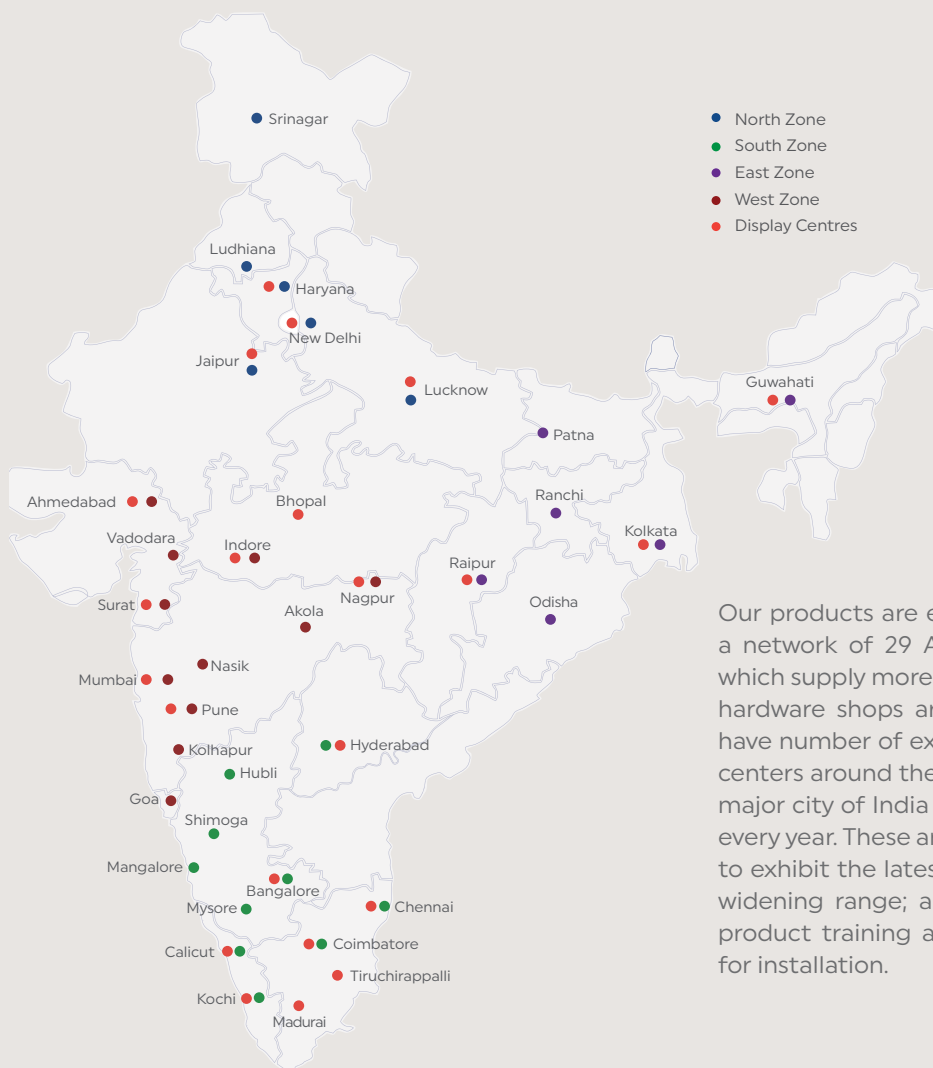 Srinagar
North Zone
South Zone
East Zone
West Zone
Display Centres
Ludhiana
Haryana
New Delhi
Jaipur
Lucknow
Guwahati
Patna
Ahmedabad
Bhopal
Ranchi
Vadodara
Indore
Kolkata
Raipur
Nagpur
Surat
Akola
Odisha
Nasik
Mumbai
Pune
Kolhapur
Hyderabad
Hubli
Goa
Shimoga
Mangalore
Bangalore
Mysore
Chennai
Calicut
Coimbatore
Tiruchirappalli
Kochi
Madurai
Our products are
a network of 29
which supply more
hardware shops
have number of
centers around the
major city of India
every year. These
to exhibit the
widening range;
product training
for installation.